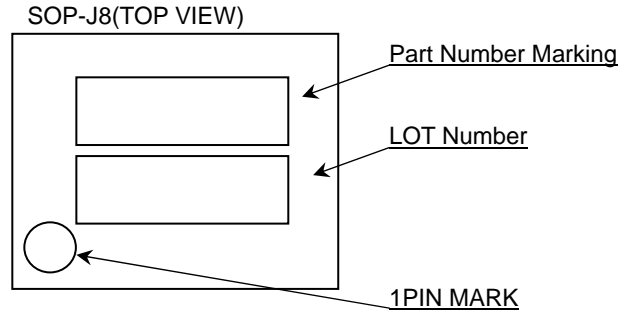 SOP-J8(TOP VIEW)
Part Number Marking
LOT Number
1PIN MARK